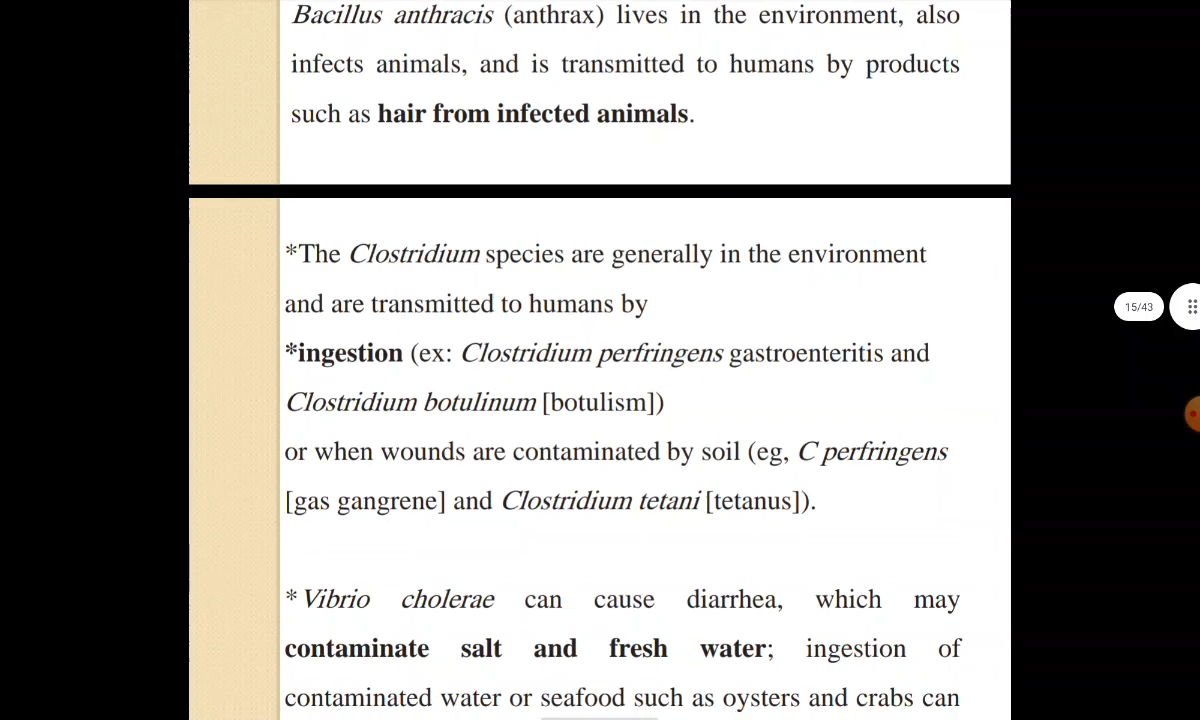 Bacillus anthracis (anthrax) lives in the environment, also
infects animals, and is transmitted to humans by products
such as hair from infected animals.
*The Clostridium species are generally in the environment
and are transmitted to humans by
*ingestion (ex: Clostridium perfringens gastroenteritis and
Clostridium botulinum [botulism])
or when wounds are contaminated by soil (eg, C perfringens
[gas gangrene] and Clostridium tetani [tetanus]).
* Vibrio cholerae can cause diarrhea, which may
contaminate salt and fresh water; ingestion of
contaminated water or seafood such as oysters and crabs can
15/43